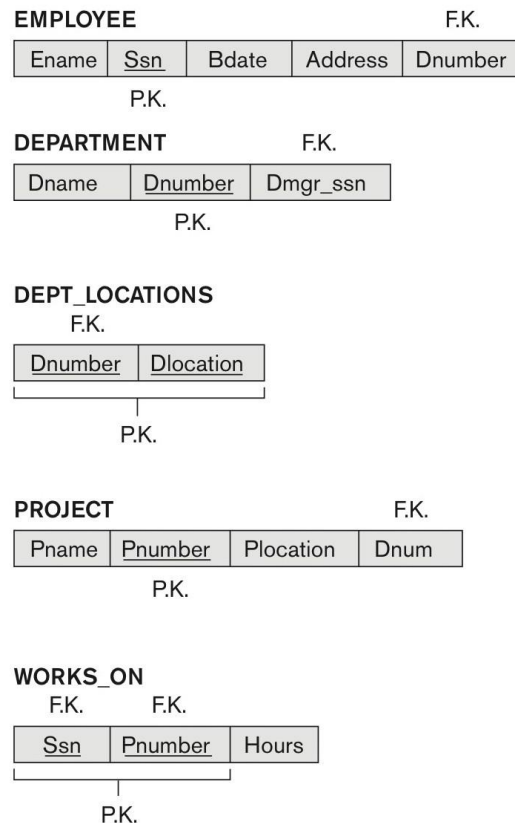 EMPLOYEE F.K.
Ename Ssn Bdate Address Dnumber
P.K.
DEPARTMENT F.K.
Dname Dnumber Dmgr_ssn
P.K.
DEPT_LOCATIONS
F.K.
Dnumber Dlocation
P.K.
PROJECT F.K.
Pname Pnumber Plocation Dnum
P.K.
WORKS_ON
F.K. F.K.
Ssn Pnumber Hours
P.K.